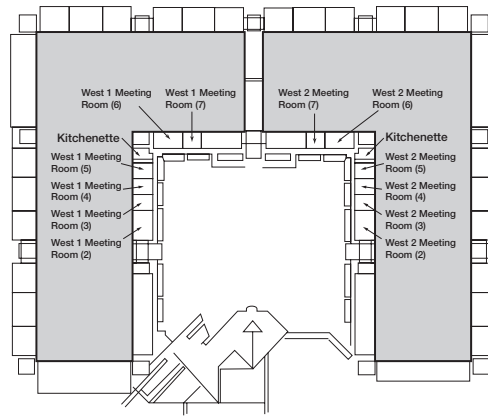 West 1 Meeting
Room (6)
West 1 Meeting
Room (7)
West 2 Meeting
Room (7)
West 2 Meeting
Room (6)
Kitchenette
West 1 Meeting
Room (5)
West 1 Meeting
Room (4)
West 1 Meeting
Room (3)
West 1 Meeting
Room (2)
Kitchenette
West 2 Meeting
Room (5)
West 2 Meeting
Room (4)
West 2 Meeting
Room (3)
West 2 Meeting
Room (2)